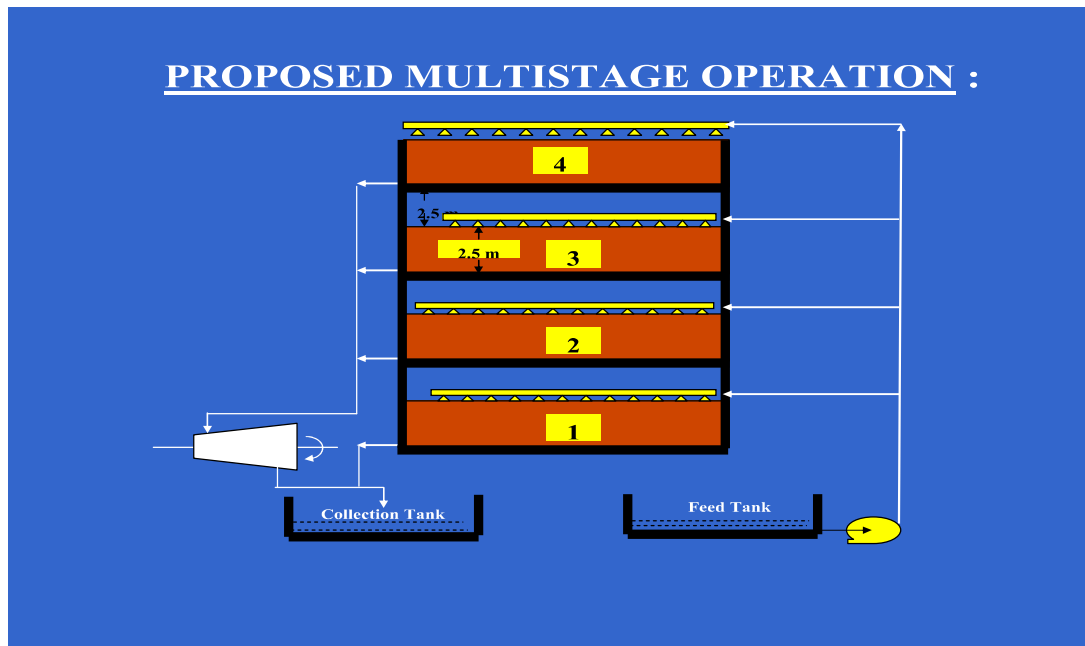 PROPOSED MULTISTAGE OPERATION :
4
2.5 m
2.5 m
3
2
1
Collection Tank
Feed Tank